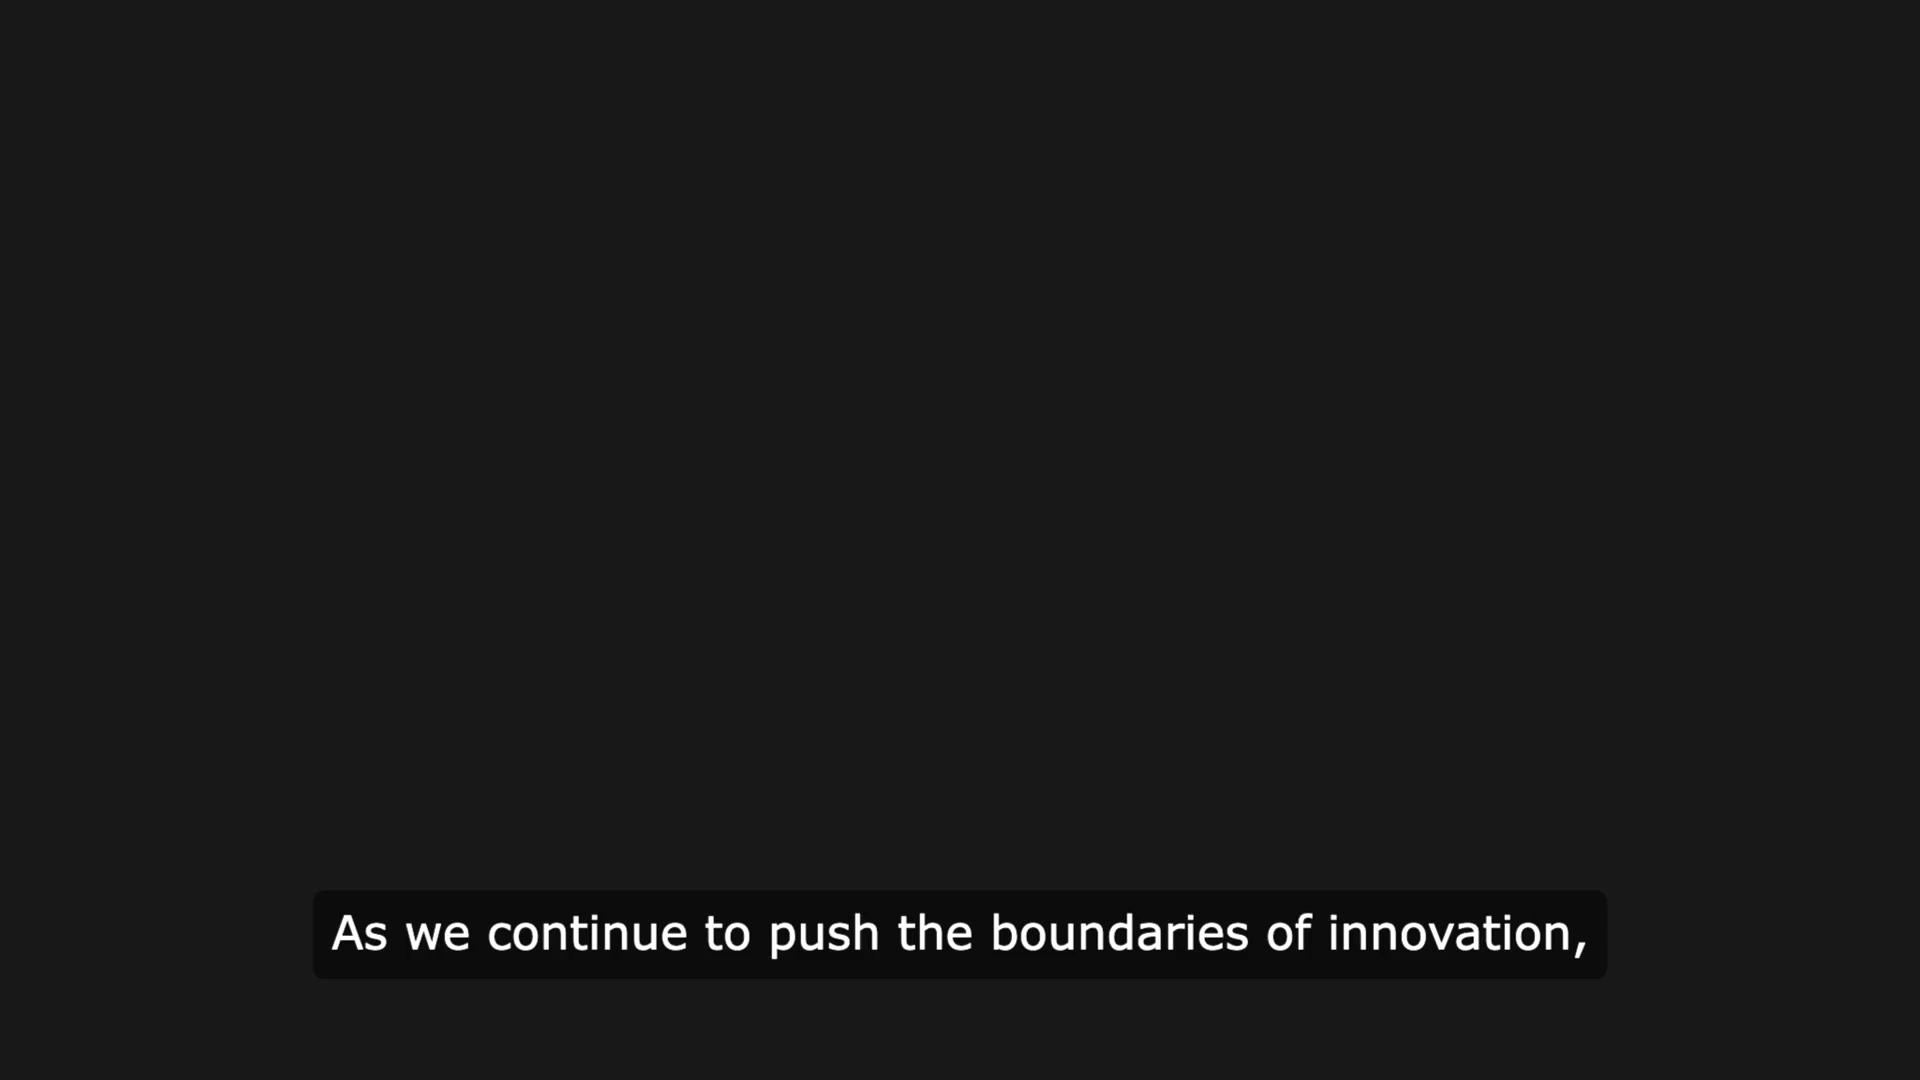 As we continue to push the boundaries of innovation,